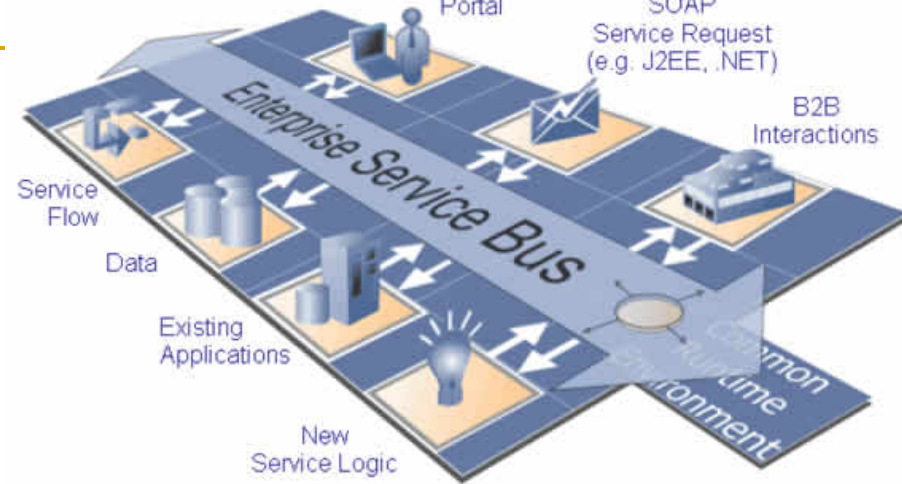 Portal
SOAP
Service Request
(e.g. J2EE, .NET)
B2B
Interactions
Enterprise Service Bus
Service
Flow
Data
Existing
Applications
New
Service Logic
Common
Runtime
Environment